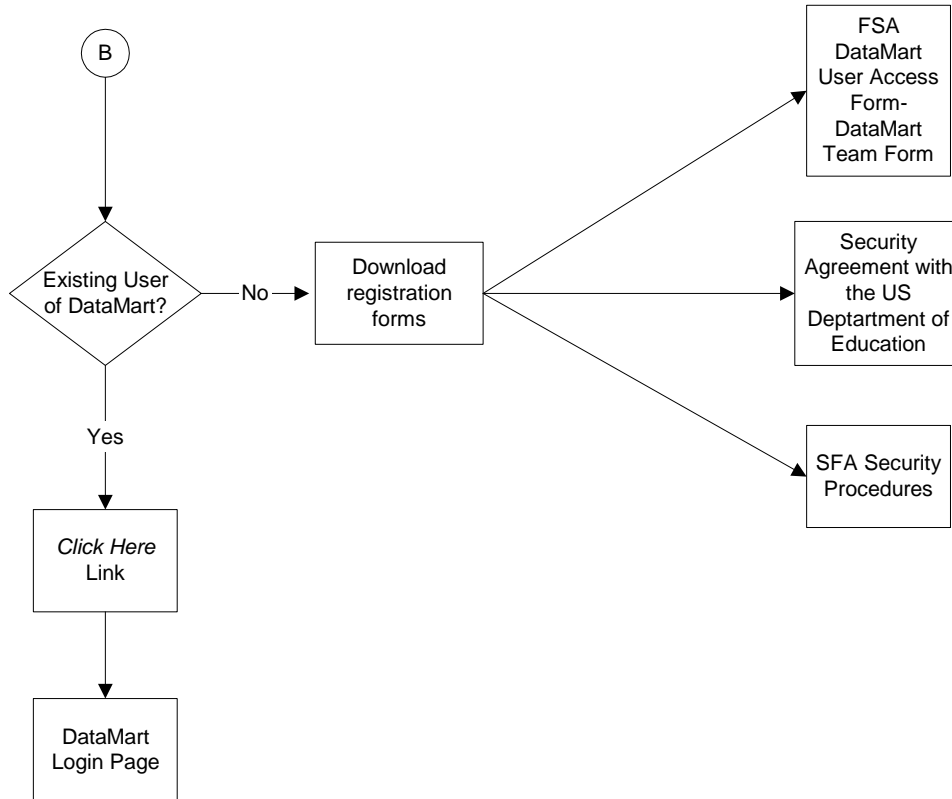 B
Existing User
of DataMart?
No
Download
registration
forms
FSA
DataMart
User Access
Form-
DataMart
Team Form
Security
Agreement with
the US
Deptartment of
Education
SFA Security
Procedures
Yes
Click Here
Link
DataMart
Login Page